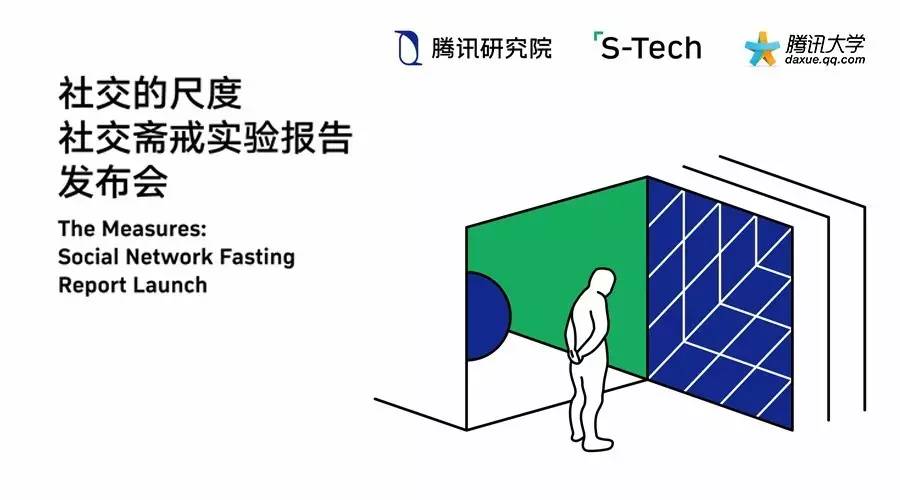 腾讯研究院
S-Tech
腾讯大学
daxue.qq.com
社交的尺度
社交斋戒实验报告
发布会
The Measures:
Social Network Fasting
Report Launch